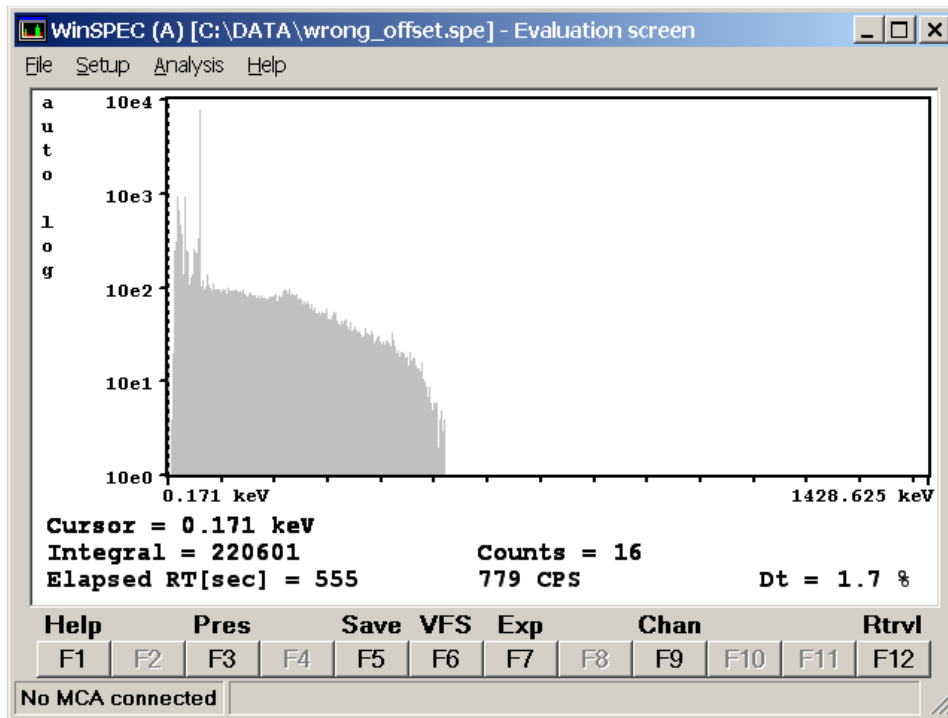 WinSPEC (A) [C:\DATA\wrong_offset.spe] - Evaluation screen
File Setup Analysis Help
auto log
10e4
10e3
10e2
10e1
10e0
0.171 keV 1428.625 keV
Cursor = 0.171 keV
Integral = 220601 Counts = 16
Elapsed RT[sec] = 555 779 CPS Dt = 1.7 %
Help Pres Save VFS Exp Chan Rtrvl
F1 F2 F3 F4 F5 F6 F7 F8 F9 F10 F11 F12
No MCA connected